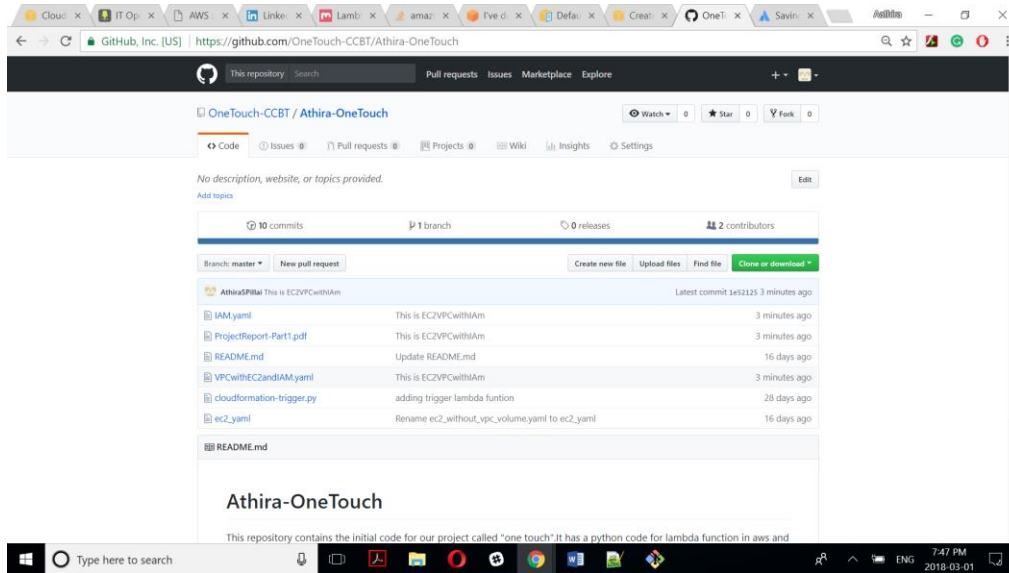 Cloud IT Op AWS : Linke Lamb amaz I've d Defau Creat OneT Savin
GitHub, Inc. [US] https://github.com/OneTouch-CCBT/Athira-OneTouch
This repository Search Pull requests Issues Marketplace Explore
OneTouch-CCBT / Athira-OneTouch Watch 0 Star 0 Fork 0
Code Issues 0 Pull requests 0 Projects 0 Wiki Insights Settings
No description, website, or topics provided. Edit
Add topics
10 commits 1 branch 0 releases 2 contributors
Branch: master New pull request Create new file Upload files Find file Clone or download
AthiraSPillai This is EC2VPCwithIAm Latest commit 1e52125 3 minutes ago
IAM.yaml This is EC2VPCwithIAm 3 minutes ago
ProjectReport-Part1.pdf This is EC2VPCwithIAm 3 minutes ago
README.md Update README.md 16 days ago
VPCwithEC2andIAM.yaml This is EC2VPCwithIAm 3 minutes ago
cloudformation-trigger.py adding trigger lambda funtion 28 days ago
ec2_yaml Rename ec2_without_vpc_volume.yaml to ec2_yaml 16 days ago
README.md
Athira-OneTouch
This repository contains the initial code for our project called "one touch".It has a python code for lambda function in aws and
Type here to search ENG 7:47 PM
2018-03-01